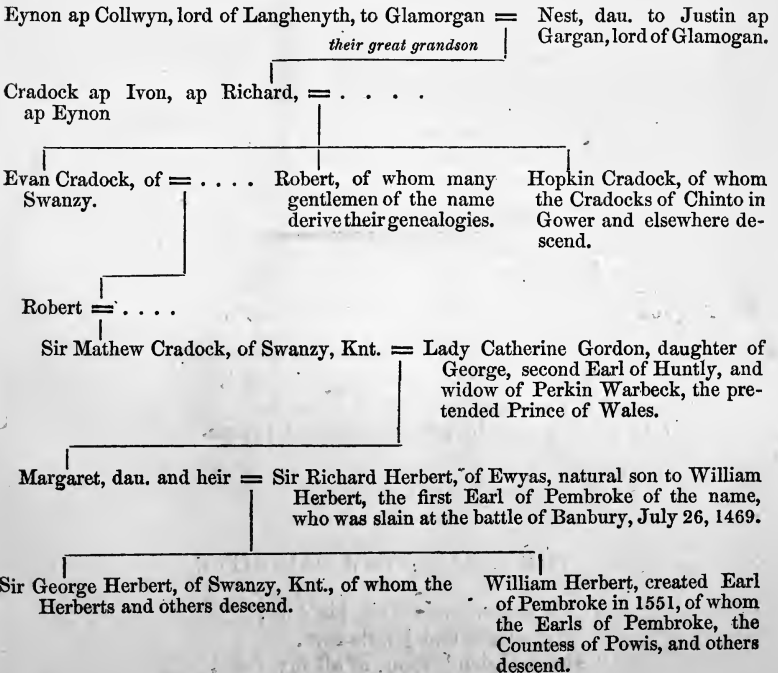 Eynon ap Collwyn, lord of Langhenyth, to Glamorgan = Nest, dau. to Justin ap
Gargan, lord of Glamogan.
their great grandson
Cradock ap Ivon, ap Richard, = . . . .
ap Eynon
Evan Cradock, of = . . . .
Swanzy.
Robert, of whom many
gentlemen of the name
derive their genealogies.
Hopkin Cradock, of whom
the Cradocks of Chinto in
Gower and elsewhere de-
scend.
Robert = . . . .
Sir Mathew Cradock, of Swanzy, Knt. = Lady Catherine Gordon, daughter of
George, second Earl of Huntly, and
widow of Perkin Warbeck, the pre-
tended Prince of Wales.
Margaret, dau. and heir = Sir Richard Herbert, of Ewyas, natural son to William
Herbert, the first Earl of Pembroke of the name,
who was slain at the battle of Banbury, July 26, 1469.
Sir George Herbert, of Swanzy, Knt., of whom the
Herberts and others descend.
William Herbert, created Earl
of Pembroke in 1551, of whom
the Earls of Pembroke, the
Countess of Powis, and others
descend.